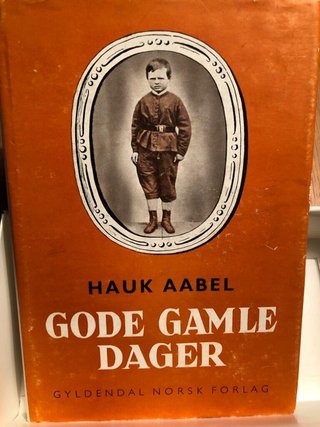 HAUK AABEL
GODE GAMLE
DAGER
GYLDENDAL NORSK FORLAG